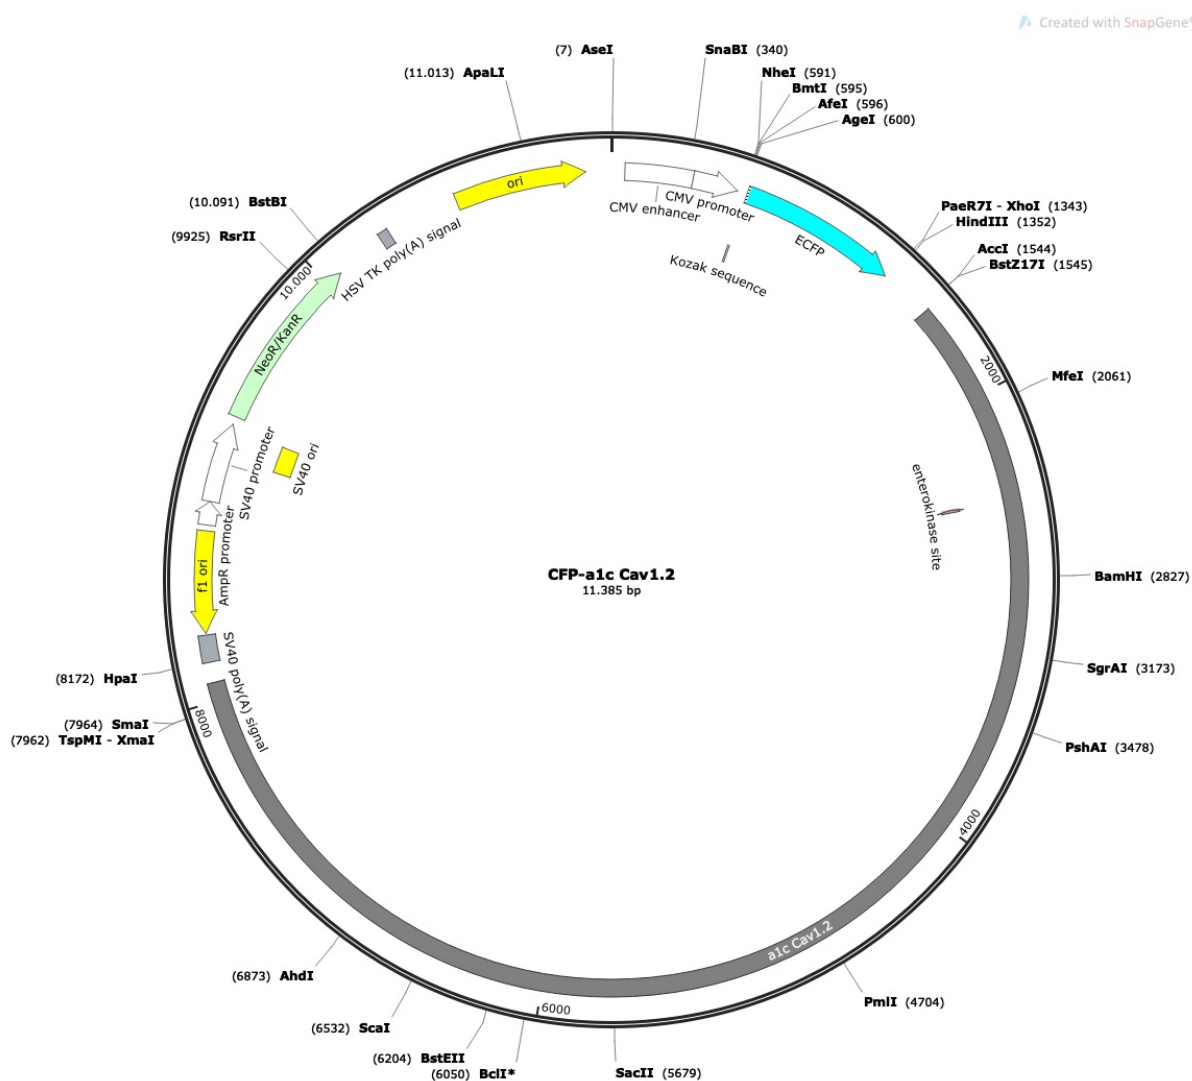 Created with SnapGene®
(7) AseI
SnaBI (340)
(11.013) ApaLI
NheI (591)
BmtI (595)
AfeI (596)
AgeI (600)
ori
CMV enhancer
CMV promoter
ECFP
Kozak sequence
(10.091) BstBI
(9925) RsrII
10.000
HSV TK poly(A) signal
PaeR7I - XhoI (1343)
HindIII (1352)
AccI (1544)
BstZ17I (1545)
NeoR/KanR
2000
MfeI (2061)
SV40 promoter
SV40 ori
enterokinase site
AmpR promoter
f1 ori
CFP-a1c Cav1.2
11.385 bp
BamHI (2827)
SV40 poly(A) signal
(8172) HpaI
SgrAI (3173)
8000
(7964) SmaI
(7962) TspMI - XmaI
PshAI (3478)
4000
a1c Cav1.2
(6873) AhdI
PmlI (4704)
6000
(6532) ScaI
(6204) BstEII
(6050) BclI*
SacII (5679)